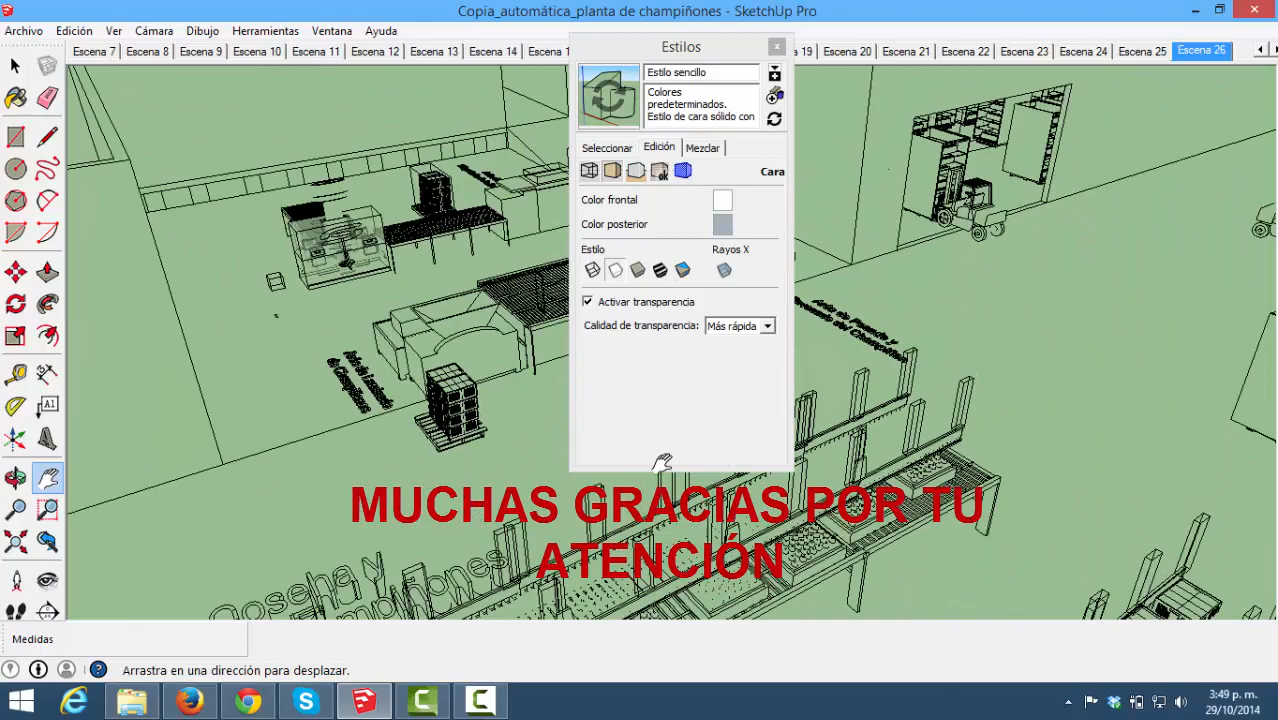 Copia_automática_planta de champiñones - SketchUp Pro
Archivo Edición Ver Cámara Dibujo Herramientas Ventana Ayuda
Escena 7 Escena 8 Escena 9 Escena 10 Escena 11 Escena 12 Escena 13 Escena 14 Escena 1 19 Escena 20 Escena 21 Escena 22 Escena 23 Escena 24 Escena 25 Escena 26
Estilos
Estilo sencillo
Colores
predeterminados.
Estilo de cara sólido con
Seleccionar Edición Mezclar
Cara
Color frontal
Color posterior
Estilo Rayos X
Activar transparencia
Calidad de transparencia: Más rápida
A1
MUCHAS GRACIAS POR TU
ATENCIÓN
Cosecha y
Medidas
Arrastra en una dirección para desplazar.
3:49 p. m.
29/10/2014